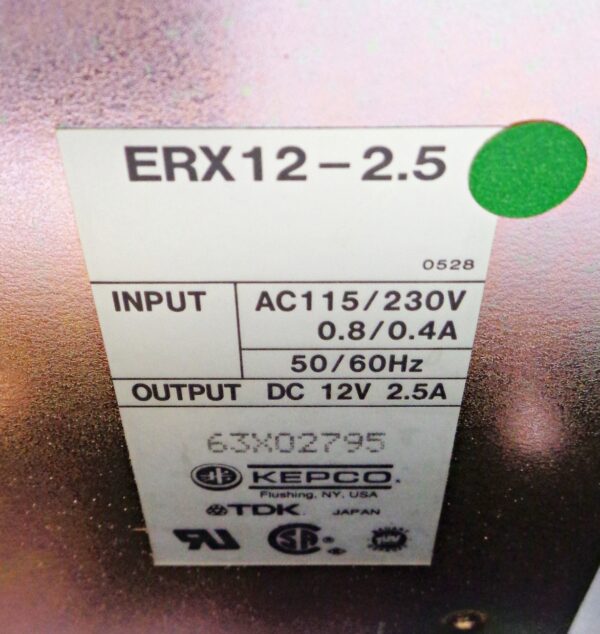 ERX12-2.5
0528
INPUT AC115/230V
0.8/0.4A
50/60Hz
OUTPUT DC 12V 2.5A
63X02795
KEPCO.
Flushing, NY, USA
TDK. JAPAN